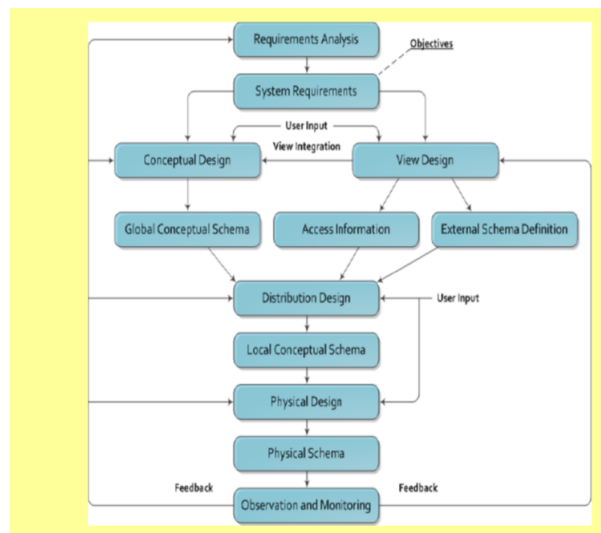 Requirements Analysis
Objectives
System Requirements
User Input
View Integration
Conceptual Design
View Design
Global Conceptual Schema
Access Information
External Schema Definition
Distribution Design
User Input
Local Conceptual Schema
Physical Design
Physical Schema
Feedback
Feedback
Observation and Monitoring